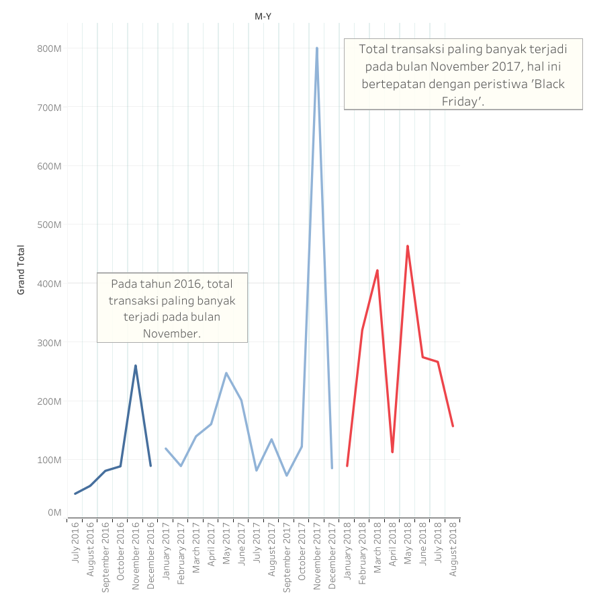 M-Y
Total transaksi paling banyak terjadi
pada bulan November 2017, hal ini
bertepatan dengan peristiwa ‘Black
Friday’.
800M
700M
600M
500M
400M
300M
200M
100M
0M
Grand Total
Pada tahun 2016, total
transaksi paling banyak
terjadi pada bulan
November.
July 2016
August 2016
September 2016
October 2016
November 2016
December 2016
January 2017
February 2017
March 2017
April 2017
May 2017
June 2017
July 2017
August 2017
September 2017
October 2017
November 2017
December 2017
January 2018
February 2018
March 2018
April 2018
May 2018
June 2018
July 2018
August 2018